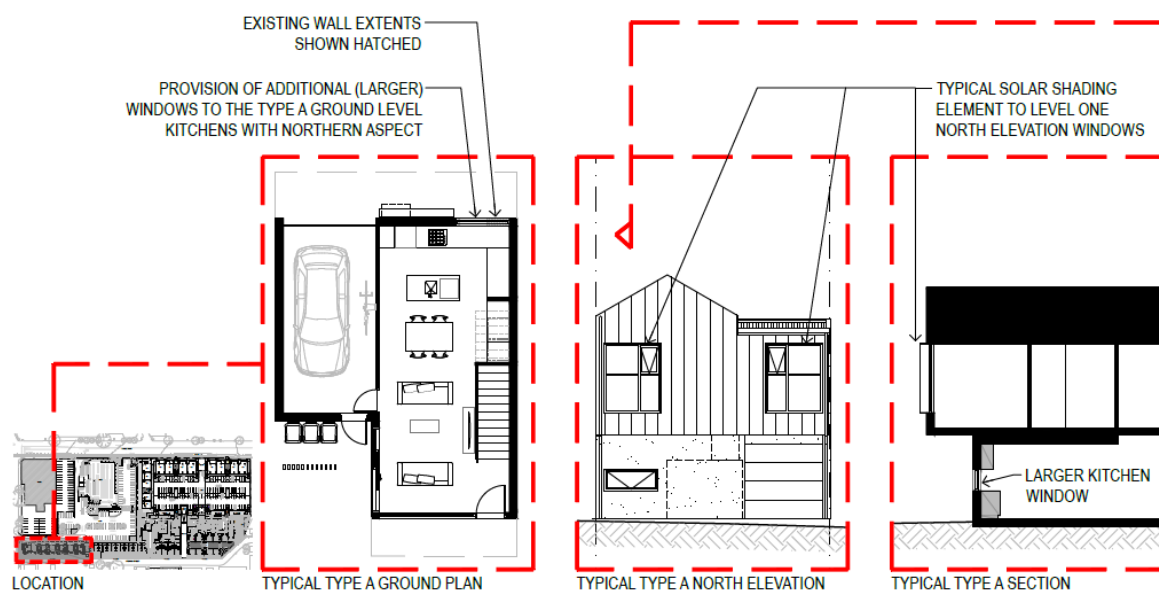 EXISTING WALL EXTENTS
SHOWN HATCHED
PROVISION OF ADDITIONAL (LARGER)
WINDOWS TO THE TYPE A GROUND LEVEL
KITCHENS WITH NORTHERN ASPECT
TYPICAL SOLAR SHADING
ELEMENT TO LEVEL ONE
NORTH ELEVATION WINDOWS
LARGER KITCHEN
WINDOW
LOCATION
TYPICAL TYPE A GROUND PLAN
TYPICAL TYPE A NORTH ELEVATION
TYPICAL TYPE A SECTION